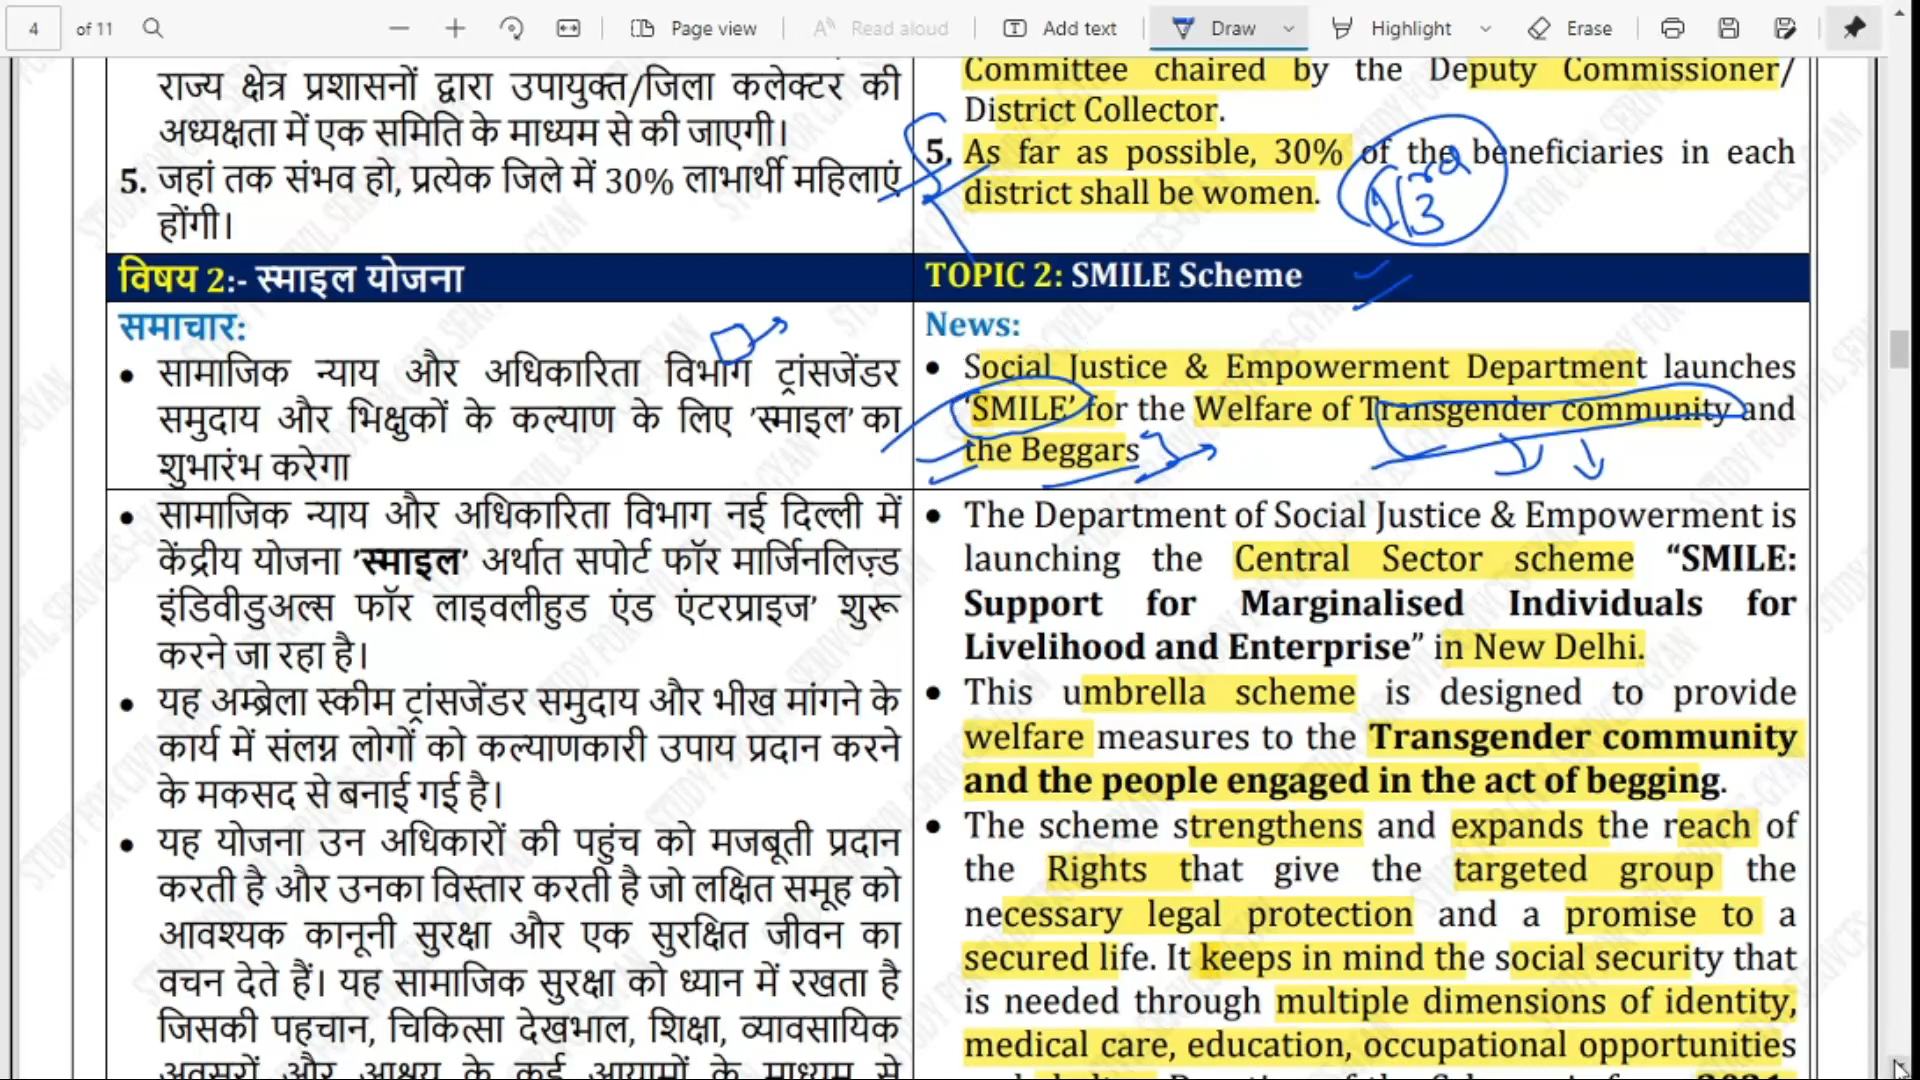 4 of 11 Page view Read aloud Add text Draw Highlight Erase
राज्य क्षेत्र प्रशासनों द्वारा उपायुक्त/जिला कलेक्टर की
अध्यक्षता में एक समिति के माध्यम से की जाएगी।
5. जहां तक संभव हो, प्रत्येक जिले में 30% लाभार्थी महिलाएं
होंगी।
Committee chaired by the Deputy Commissioner/
District Collector.
5. As far as possible, 30% of the beneficiaries in each
district shall be women.
1/3 rd
विषय 2:- स्माइल योजना
TOPIC 2: SMILE Scheme
समाचार:
• सामाजिक न्याय और अधिकारिता विभाग ट्रांसजेंडर
समुदाय और भिक्षुकों के कल्याण के लिए 'स्माइल' का
शुभारंभ करेगा
News:
• Social Justice & Empowerment Department launches
'SMILE' for the Welfare of Transgender community and
the Beggars
• सामाजिक न्याय और अधिकारिता विभाग नई दिल्ली में
केंद्रीय योजना 'स्माइल' अर्थात सपोर्ट फॉर मार्जिनलिज़्ड
इंडिवीडुअल्स फॉर लाइवलीहुड एंड एंटरप्राइज' शुरू
करने जा रहा है।
• यह अम्ब्रेला स्कीम ट्रांसजेंडर समुदाय और भीख मांगने के
कार्य में संलग्न लोगों को कल्याणकारी उपाय प्रदान करने
के मकसद से बनाई गई है।
• यह योजना उन अधिकारों की पहुंच को मजबूती प्रदान
करती है और उनका विस्तार करती है जो लक्षित समूह को
आवश्यक कानूनी सुरक्षा और एक सुरक्षित जीवन का
वचन देते हैं। यह सामाजिक सुरक्षा को ध्यान में रखता है
जिसकी पहचान, चिकित्सा देखभाल, शिक्षा, व्यावसायिक
अवसरों और आश्रय के कई आयामों के माध्यम से
• The Department of Social Justice & Empowerment is
launching the Central Sector scheme “SMILE:
Support for Marginalised Individuals for
Livelihood and Enterprise” in New Delhi.
• This umbrella scheme is designed to provide
welfare measures to the Transgender community
and the people engaged in the act of begging.
• The scheme strengthens and expands the reach of
the Rights that give the targeted group the
necessary legal protection and a promise to a
secured life. It keeps in mind the social security that
is needed through multiple dimensions of identity,
medical care, education, occupational opportunities